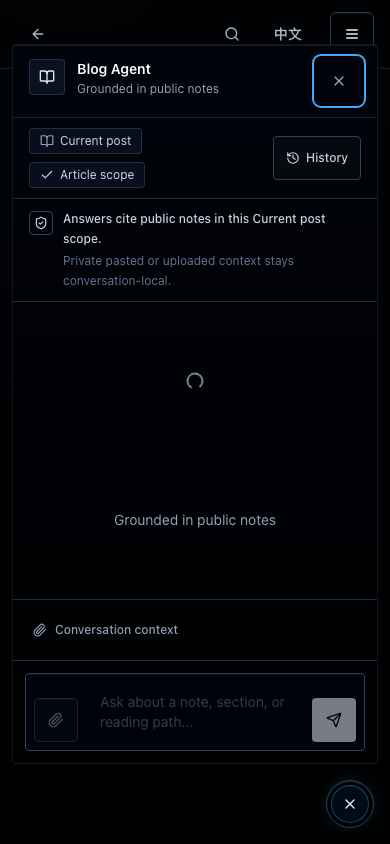 中文
Blog Agent
Grounded in public notes
Current post
Article scope
History
Answers cite public notes in this Current post
scope.
Private pasted or uploaded context stays
conversation-local.
Grounded in public notes
Conversation context
Ask about a note, section, or
reading path...